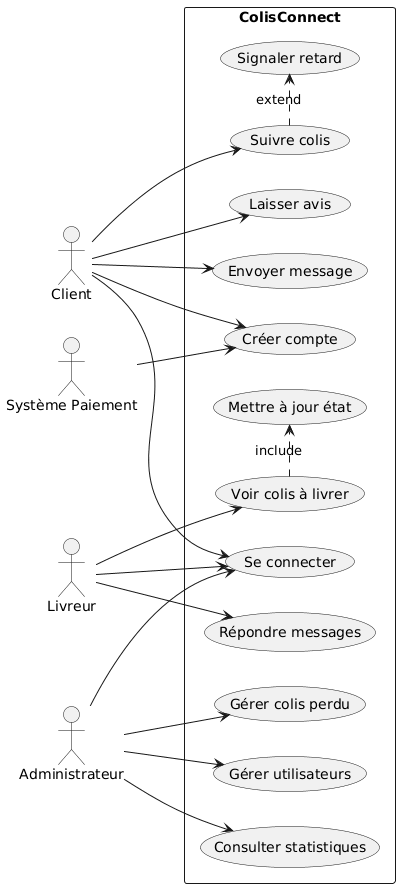 ColisConnect
Signaler retard
extend
Suivre colis
Laisser avis
Client
Envoyer message
Créer compte
Système Paiement
Mettre à jour état
include
Voir colis à livrer
Se connecter
Livreur
Répondre messages
Gérer colis perdu
Administrateur
Gérer utilisateurs
Consulter statistiques